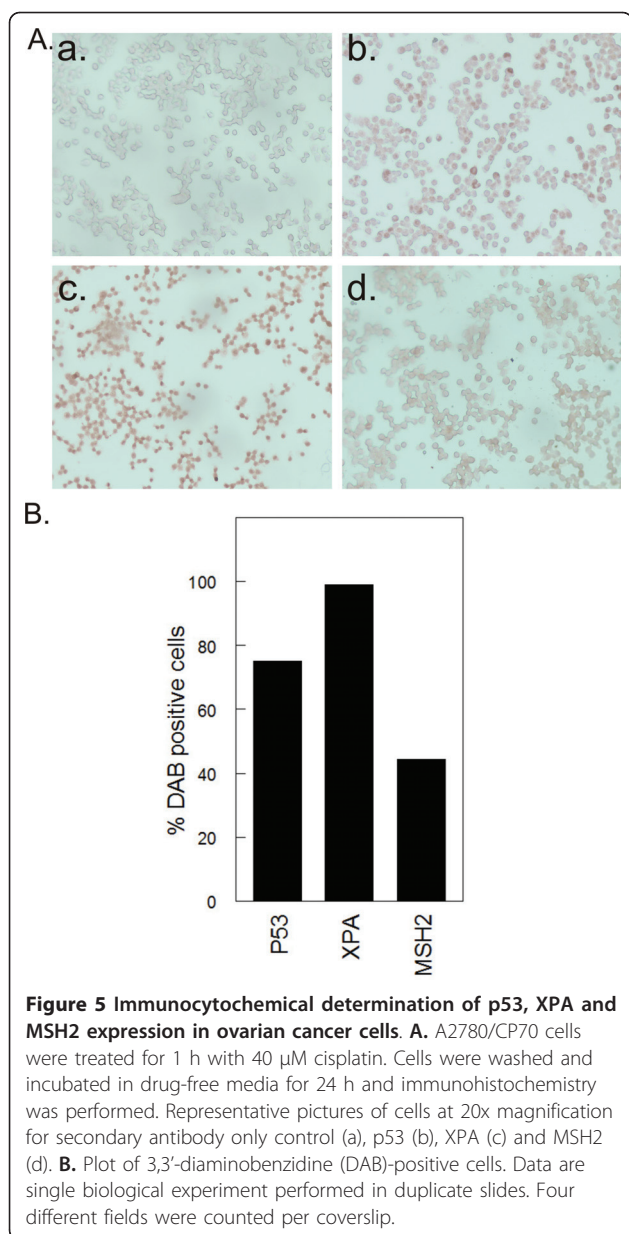 A.
a.
b.
c.
d.
B.
100
80
60
40
20
0
% DAB positive cells
P53
XPA
MSH2
Figure 5 Immunocytochemical determination of p53, XPA and
MSH2 expression in ovarian cancer cells. A. A2780/CP70 cells
were treated for 1 h with 40 μM cisplatin. Cells were washed and
incubated in drug-free media for 24 h and immunohistochemistry
was performed. Representative pictures of cells at 20x magnification
for secondary antibody only control (a), p53 (b), XPA (c) and MSH2
(d). B. Plot of 3,3'-diaminobenzidine (DAB)-positive cells. Data are
single biological experiment performed in duplicate slides. Four
different fields were counted per coverslip.